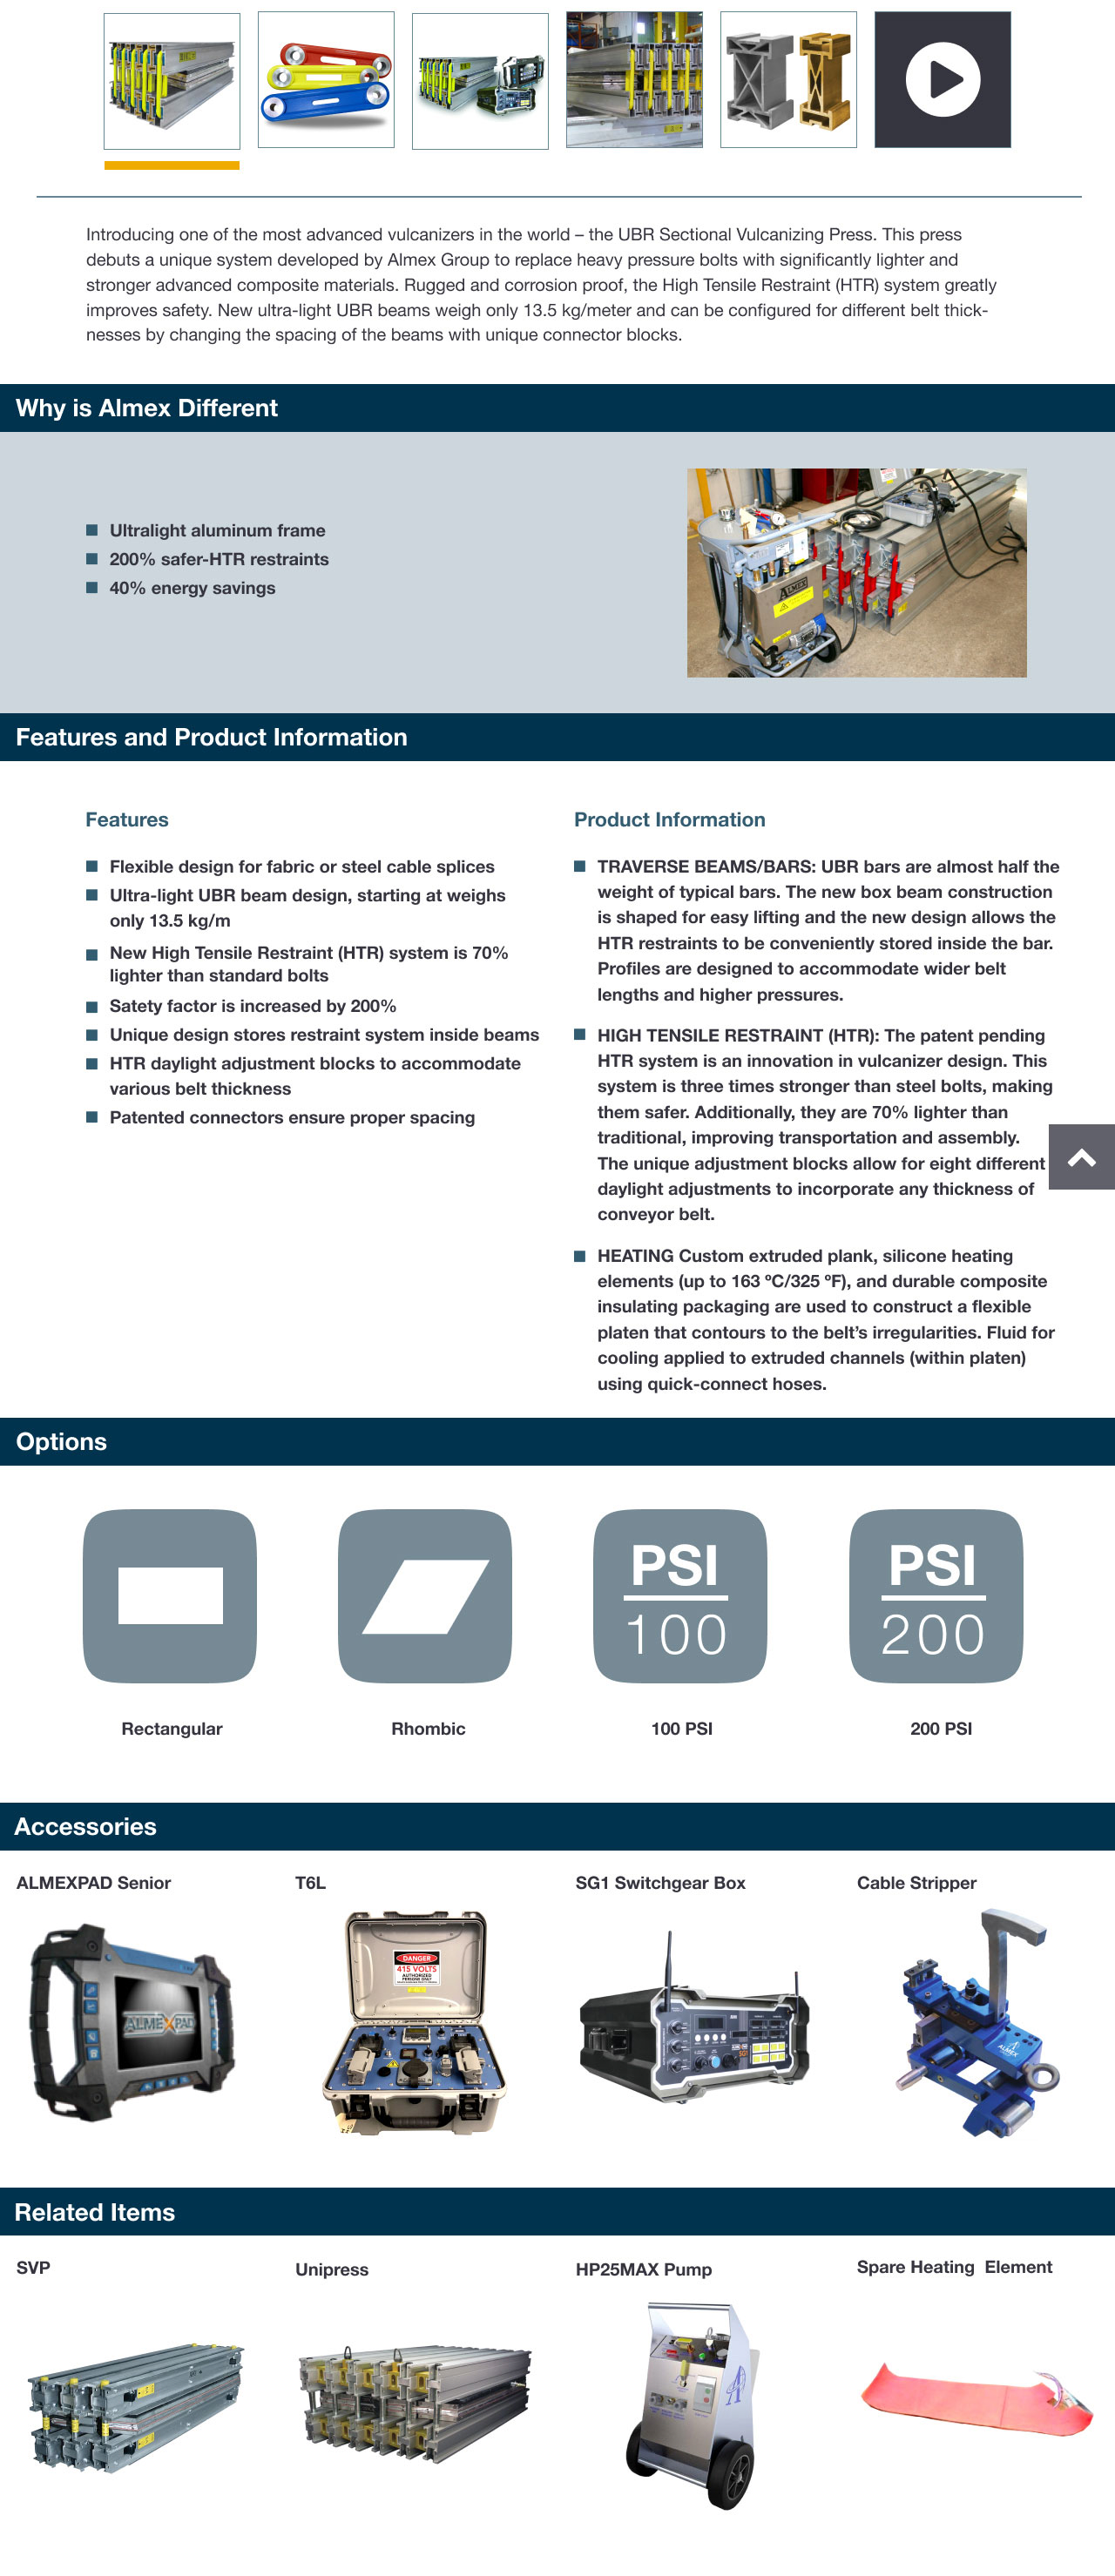 Introducing one of the most advanced vulcanizers in the world – the UBR Sectional Vulcanizing Press. This press
debuts a unique system developed by Almex Group to replace heavy pressure bolts with significantly lighter and
stronger advanced composite materials. Rugged and corrosion proof, the High Tensile Restraint (HTR) system greatly
improves safety. New ultra-light UBR beams weigh only 13.5 kg/meter and can be configured for different belt thick-
nesses by changing the spacing of the beams with unique connector blocks.
Why is Almex Different
Ultralight aluminum frame
200% safer-HTR restraints
40% energy savings
ALMEX
Features and Product Information
Features
Flexible design for fabric or steel cable splices
Ultra-light UBR beam design, starting at weighs
only 13.5 kg/m
New High Tensile Restraint (HTR) system is 70%
lighter than standard bolts
Satety factor is increased by 200%
Unique design stores restraint system inside beams
HTR daylight adjustment blocks to accommodate
various belt thickness
Patented connectors ensure proper spacing
Product Information
TRAVERSE BEAMS/BARS: UBR bars are almost half the
weight of typical bars. The new box beam construction
is shaped for easy lifting and the new design allows the
HTR restraints to be conveniently stored inside the bar.
Profiles are designed to accommodate wider belt
lengths and higher pressures.
HIGH TENSILE RESTRAINT (HTR): The patent pending
HTR system is an innovation in vulcanizer design. This
system is three times stronger than steel bolts, making
them safer. Additionally, they are 70% lighter than
traditional, improving transportation and assembly.
The unique adjustment blocks allow for eight different
daylight adjustments to incorporate any thickness of
conveyor belt.
HEATING Custom extruded plank, silicone heating
elements (up to 163 ºC/325 ºF), and durable composite
insulating packaging are used to construct a flexible
platen that contours to the belt’s irregularities. Fluid for
cooling applied to extruded channels (within platen)
using quick-connect hoses.
Options
PSI
100
PSI
200
Rectangular
Rhombic
100 PSI
200 PSI
Accessories
ALMEXPAD Senior
T6L
SG1 Switchgear Box
Cable Stripper
ALMEXPAD
DANGER
415 VOLTS
AUTHORIZED
PERSONS ONLY
ALMEX
Related Items
SVP
Unipress
HP25MAX Pump
Spare Heating Element